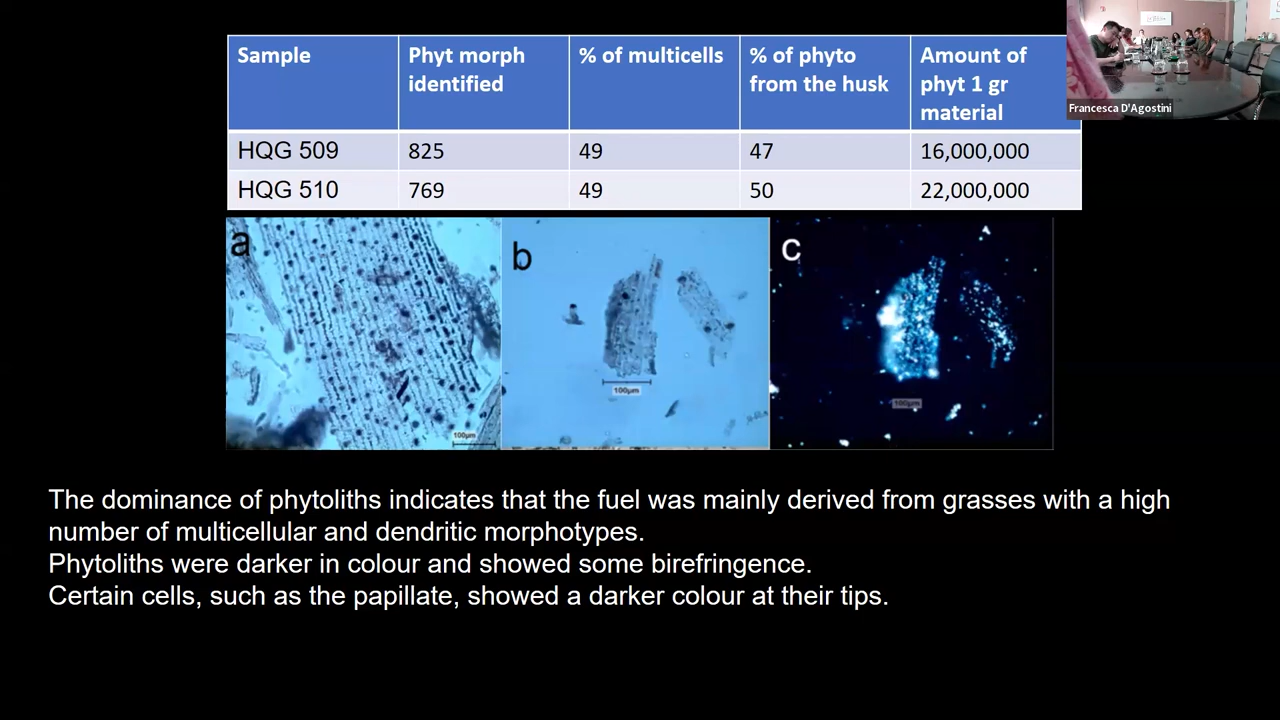 Sample
Phyt morph identified
% of multicells
% of phyto from the husk
Amount of phyt 1 gr material
HQG 509 825 49 47 16,000,000
HQG 510 769 49 50 22,000,000
Francesca D'Agostini
a
b
c
100μm
100μm
100μm
The dominance of phytoliths indicates that the fuel was mainly derived from grasses with a high
number of multicellular and dendritic morphotypes.
Phytoliths were darker in colour and showed some birefringence.
Certain cells, such as the papillate, showed a darker colour at their tips.